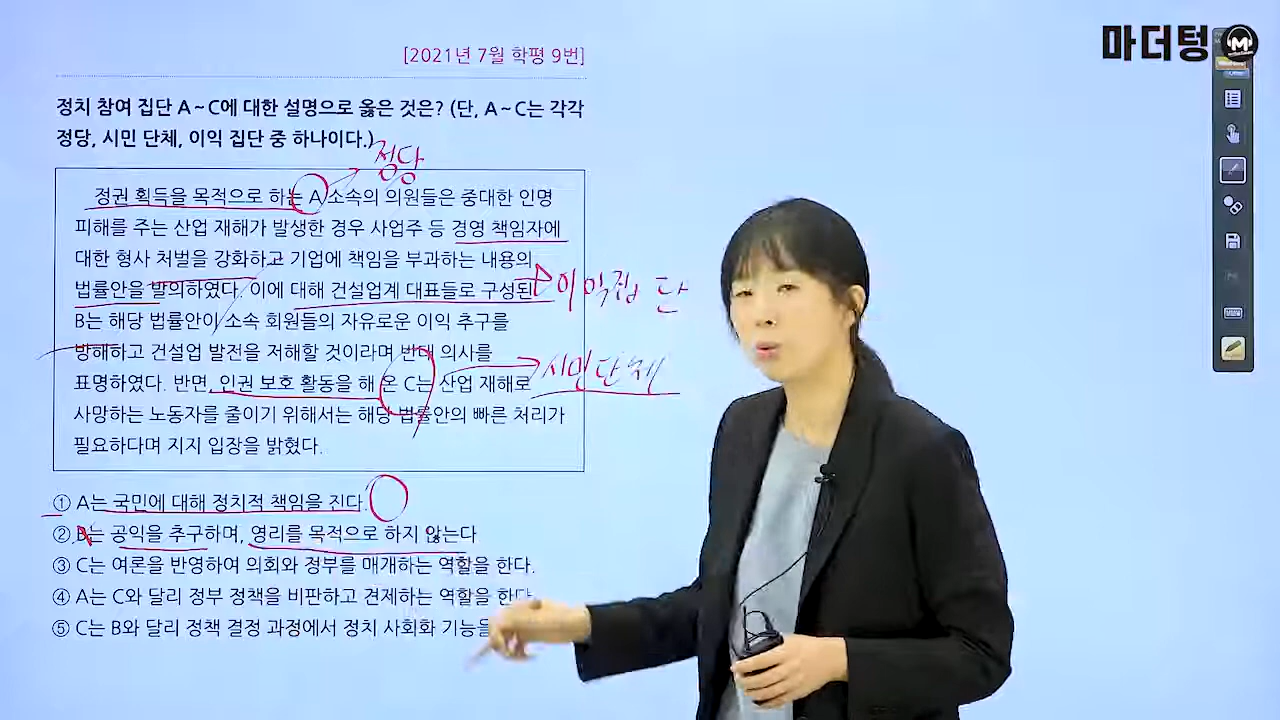 마더텅
[2021년 7월 학평 9번]
정치 참여 집단 A~C에 대한 설명으로 옳은 것은? (단, A~C는 각각
정당, 시민 단체, 이익 집단 중 하나이다.)
정당
정권 획득을 목적으로 하는 A 소속의 의원들은 중대한 인명
피해를 주는 산업 재해가 발생한 경우 사업주 등 경영 책임자에
대한 형사 처벌을 강화하고 기업에 책임을 부과하는 내용의
법률안을 발의하였다. 이에 대해 건설업계 대표들로 구성된
이익집단
B는 해당 법률안이 소속 회원들의 자유로운 이익 추구를
방해하고 건설업 발전을 저해할 것이라며 반대 의사를
표명하였다. 반면, 인권 보호 활동을 해 온 C는 산업 재해로
시민단체
사망하는 노동자를 줄이기 위해서는 해당 법률안의 빠른 처리가
필요하다며 지지 입장을 밝혔다.
① A는 국민에 대해 정치적 책임을 진다.
② B는 공익을 추구하며, 영리를 목적으로 하지 않는다
③ C는 여론을 반영하여 의회와 정부를 매개하는 역할을 한다.
④ A는 C와 달리 정부 정책을 비판하고 견제하는 역할을 한다
⑤ C는 B와 달리 정책 결정 과정에서 정치 사회화 기능을